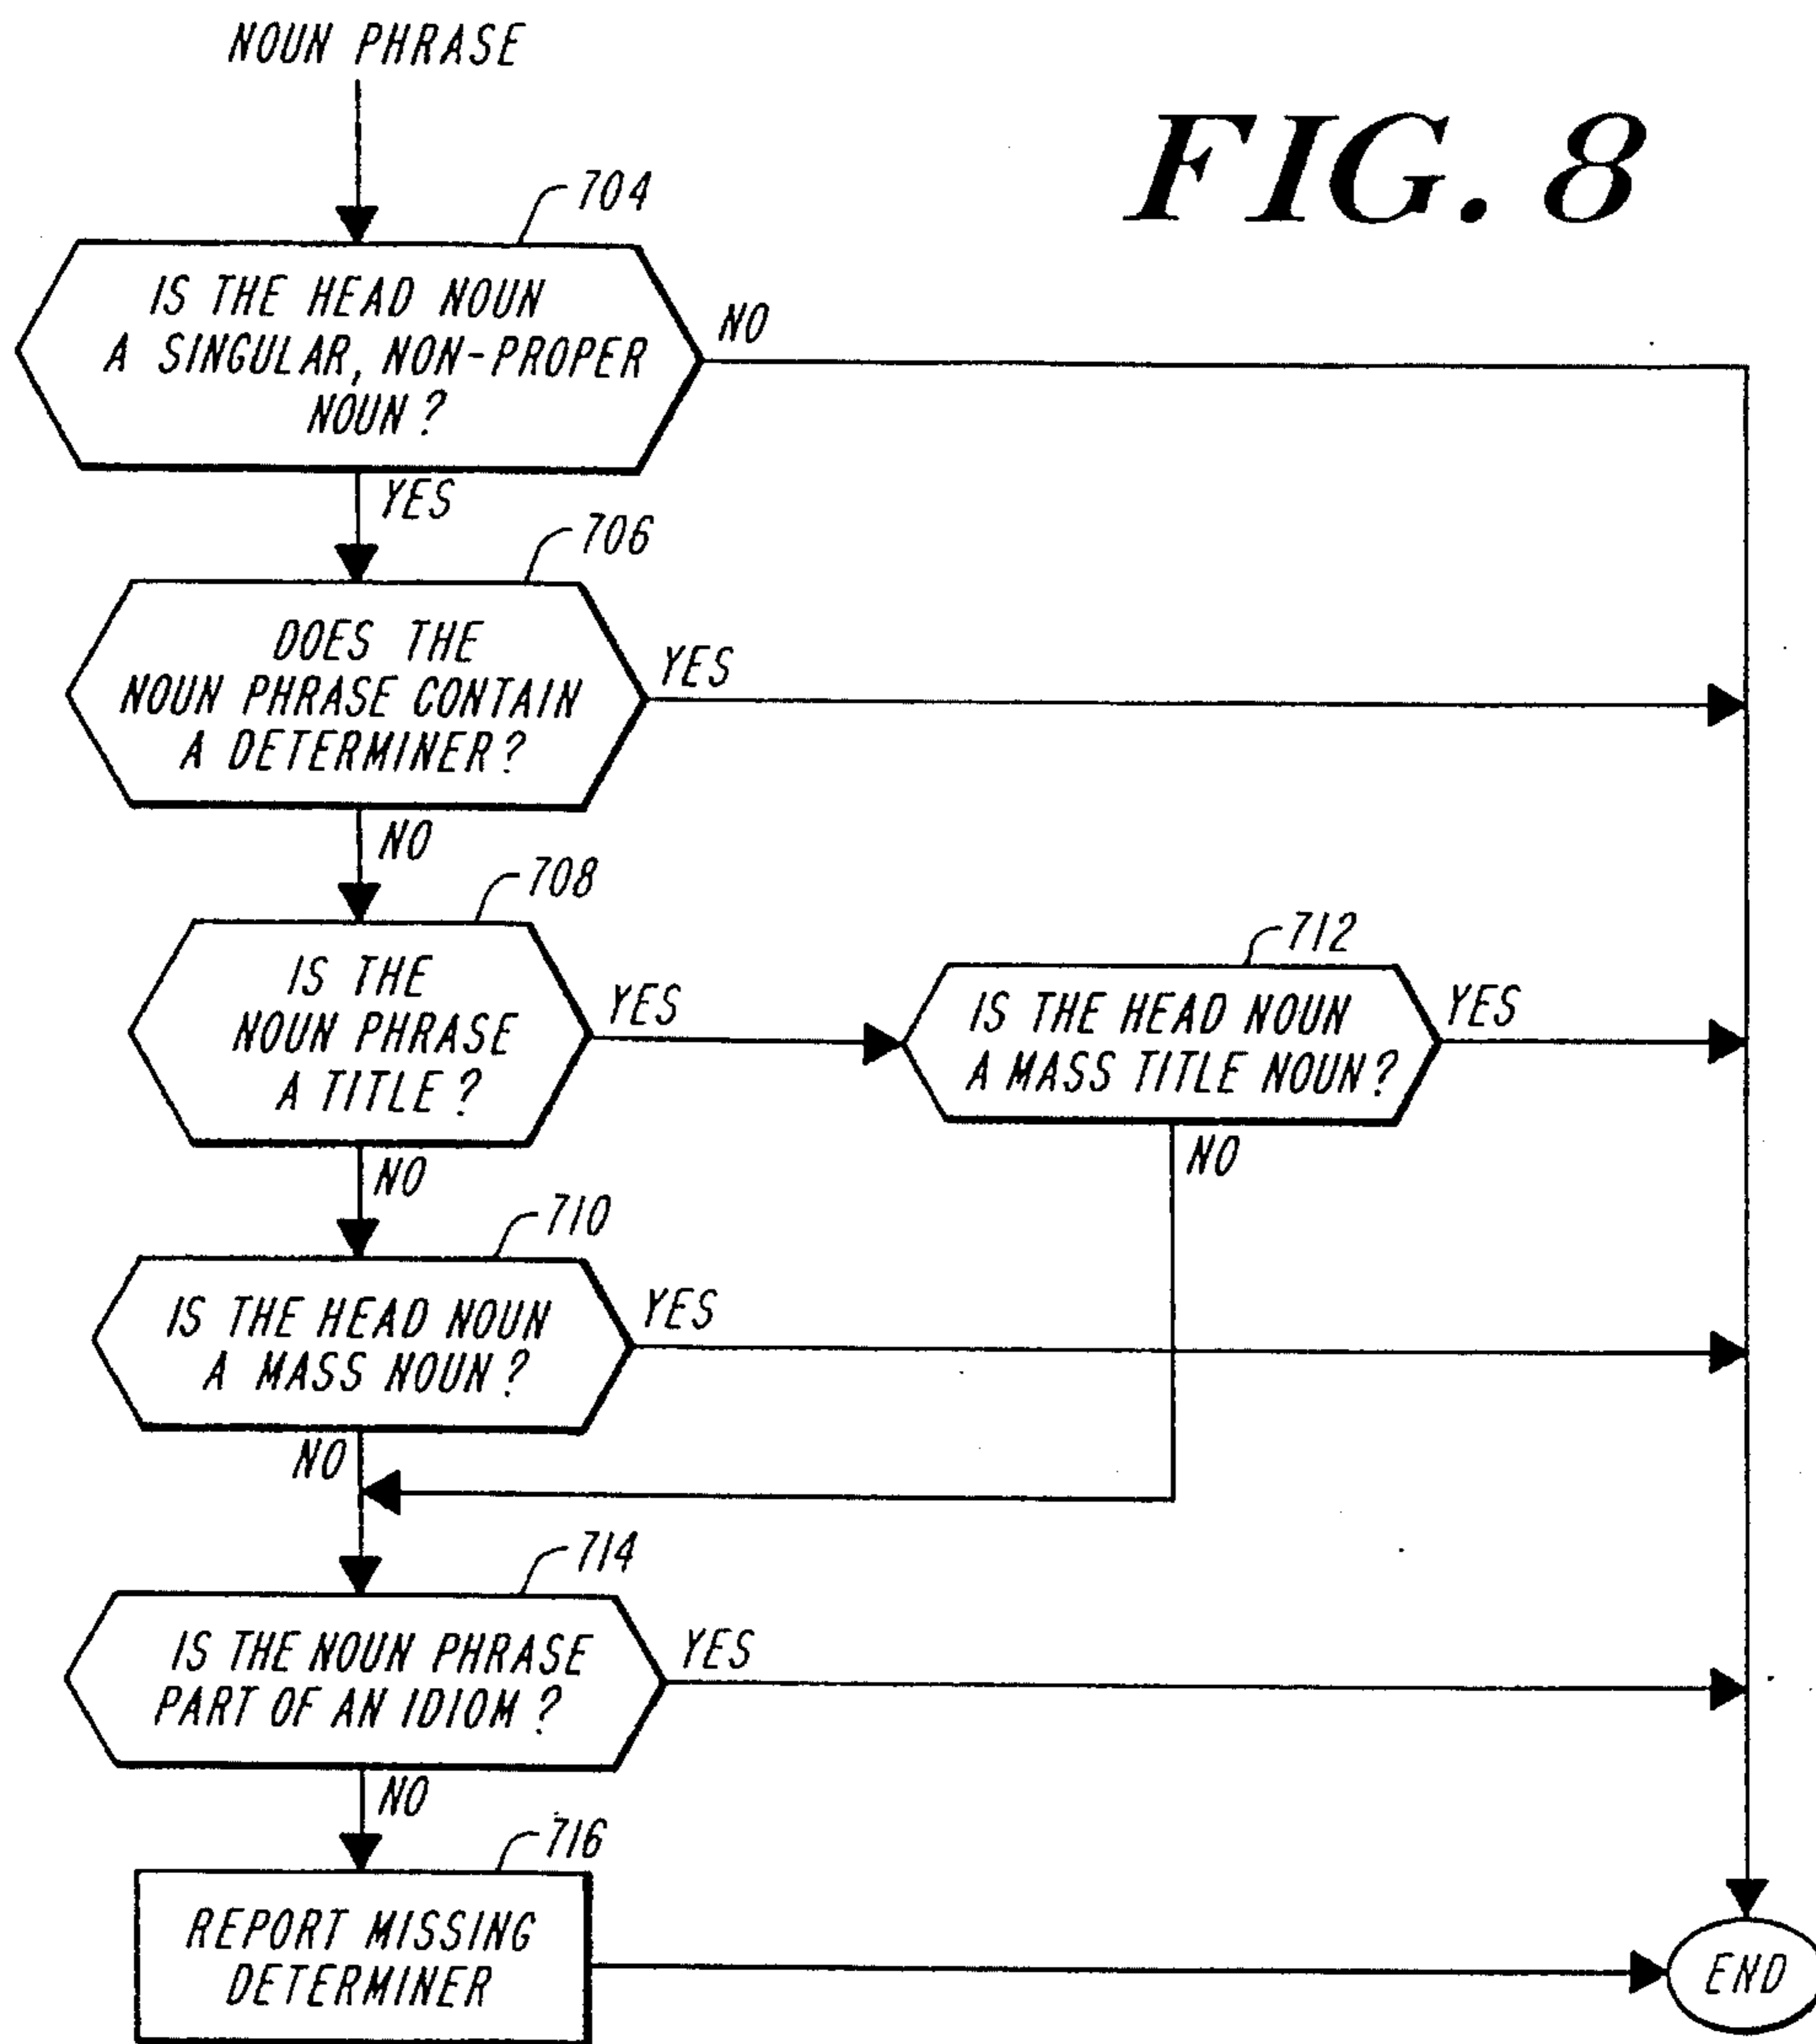 NOUN PHRASE
FIG. 8
704
IS THE HEAD NOUN
A SINGULAR, NON-PROPER
NOUN?
NO
YES
706
DOES THE
NOUN PHRASE CONTAIN
A DETERMINER?
YES
NO
708
IS THE
NOUN PHRASE
A TITLE?
YES
712
IS THE HEAD NOUN
A MASS TITLE NOUN?
YES
NO
NO
710
IS THE HEAD NOUN
A MASS NOUN?
YES
NO
714
IS THE NOUN PHRASE
PART OF AN IDIOM?
YES
NO
716
REPORT MISSING
DETERMINER
END